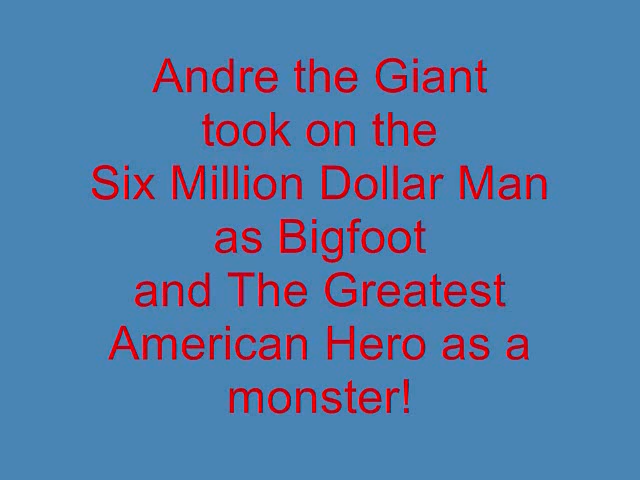 Andre the Giant
took on the
Six Million Dollar Man
as Bigfoot
and The Greatest
American Hero as a
monster!